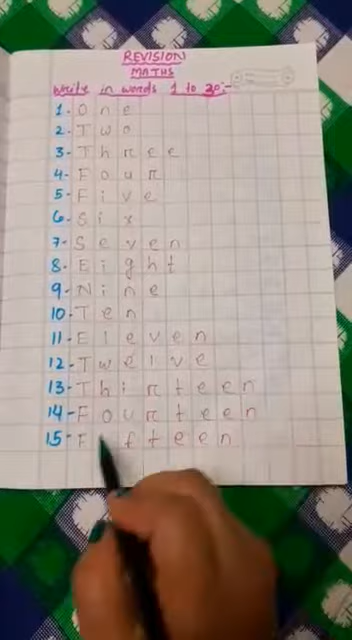 REVISION
MATHS
Write in words 1 to 30:-
1- One
2- Two
3- Three
4- Four
5- Five
6- Six
7- Seven
8- Eight
9- Nine
10- Ten
11- Eleven
12- Twelve
13- Thirteen
14- Fourteen
15- Fifteen